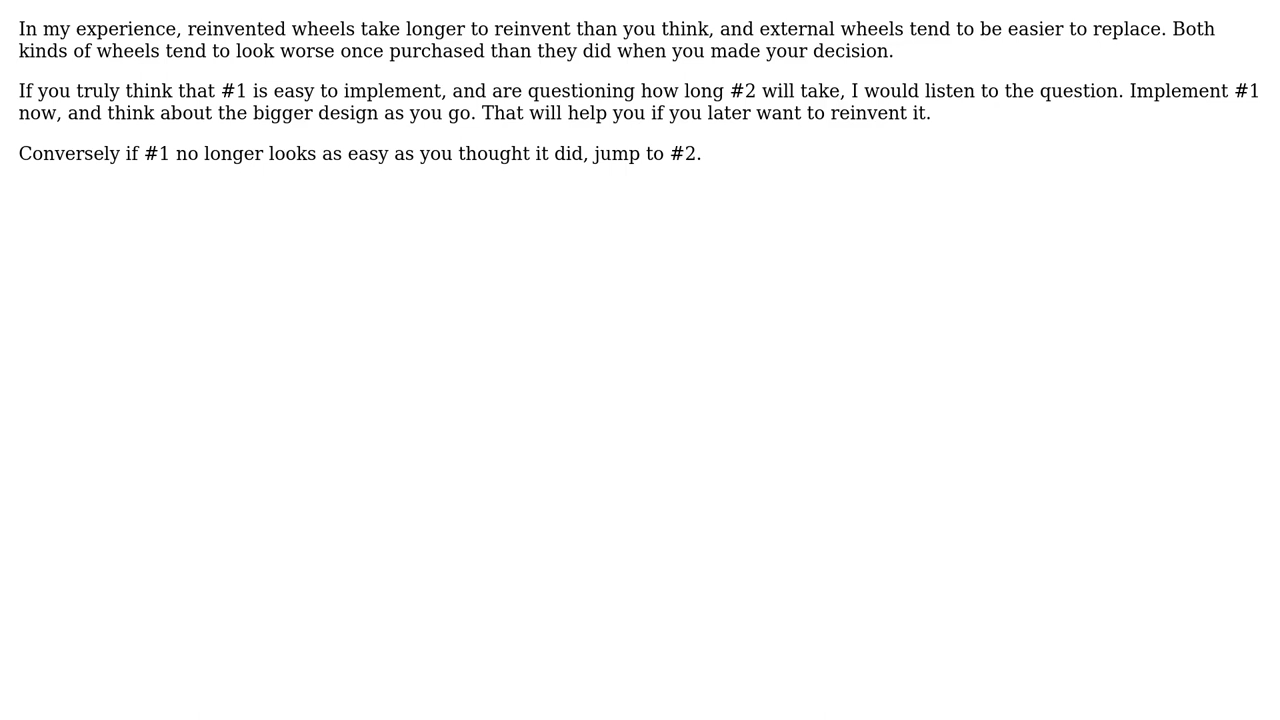 In my experience, reinvented wheels take longer to reinvent than you think, and external wheels tend to be easier to replace. Both
kinds of wheels tend to look worse once purchased than they did when you made your decision.
If you truly think that #1 is easy to implement, and are questioning how long #2 will take, I would listen to the question. Implement #1
now, and think about the bigger design as you go. That will help you if you later want to reinvent it.
Conversely if #1 no longer looks as easy as you thought it did, jump to #2.